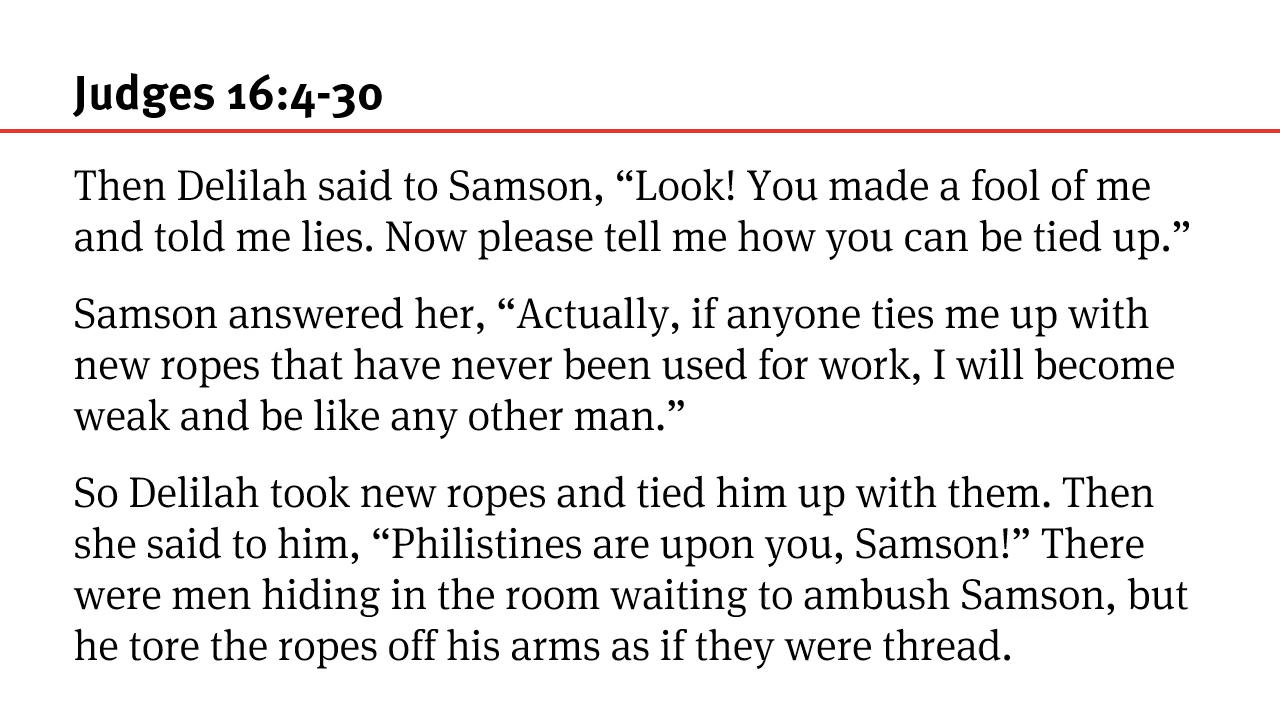 Judges 16:4-30
Then Delilah said to Samson, “Look! You made a fool of me
and told me lies. Now please tell me how you can be tied up.”
Samson answered her, “Actually, if anyone ties me up with
new ropes that have never been used for work, I will become
weak and be like any other man.”
So Delilah took new ropes and tied him up with them. Then
she said to him, “Philistines are upon you, Samson!” There
were men hiding in the room waiting to ambush Samson, but
he tore the ropes off his arms as if they were thread.